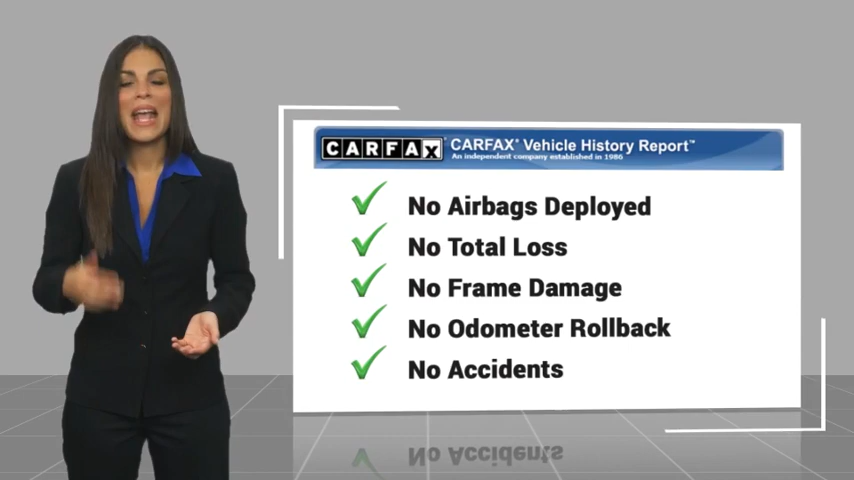 CARFAX CARFAX® Vehicle History Report™
An independent company established in 1986
No Airbags Deployed
No Total Loss
No Frame Damage
No Odometer Rollback
No Accidents
No Accidents